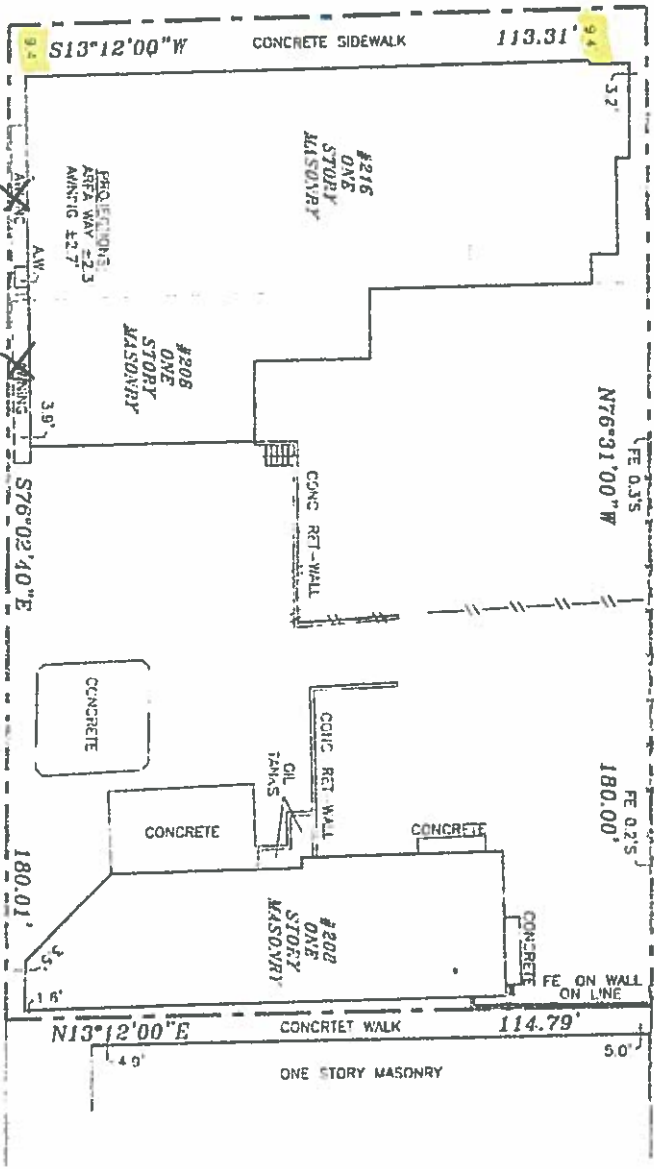 S13°12'00"W
CONCRETE SIDEWALK
113.31'
9.4
9.4'
3.2'
#216
ONE
STORY
MASONRY
PROJECTIONS:
AREA WAY ±2.3
AWNING ±2.7'
A.W.
AWNING
#208
ONE
STORY
MASONRY
3.9'
S76°02'40"E
CONC RET-WALL
N76°31'00"W
FE 0.3'S
FE 0.2'S
180.00'
CONCRETE
CONC RET-WALL
OIL
TANKS
CONCRETE
CONCRETE
CONCRETE
ONE
STORY
MASONRY
180.01'
3.5'
1.6'
FE ON WALL
ON LINE
N13°12'00"E
CONCRTET WALK
114.79'
5.0'
ONE STORY MASONRY